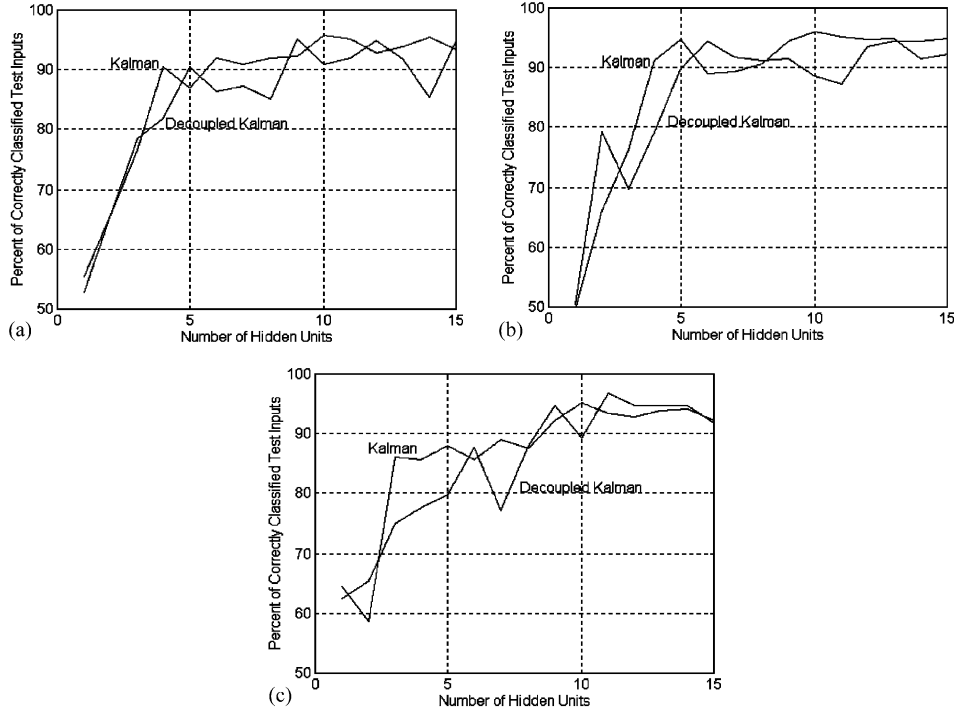 Percent of Correctly Classified Test Inputs
100
90
80
70
60
50
Kalman
Decoupled Kalman
0
5
10
15
Number of Hidden Units
(a)
Percent of Correctly Classified Test Inputs
100
90
80
70
60
50
Kalman
Decoupled Kalman
0
5
10
15
Number of Hidden Units
(b)
Percent of Correctly Classified Test Inputs
100
90
80
70
60
50
Kalman
Decoupled Kalman
0
5
10
15
Number of Hidden Units
(c)